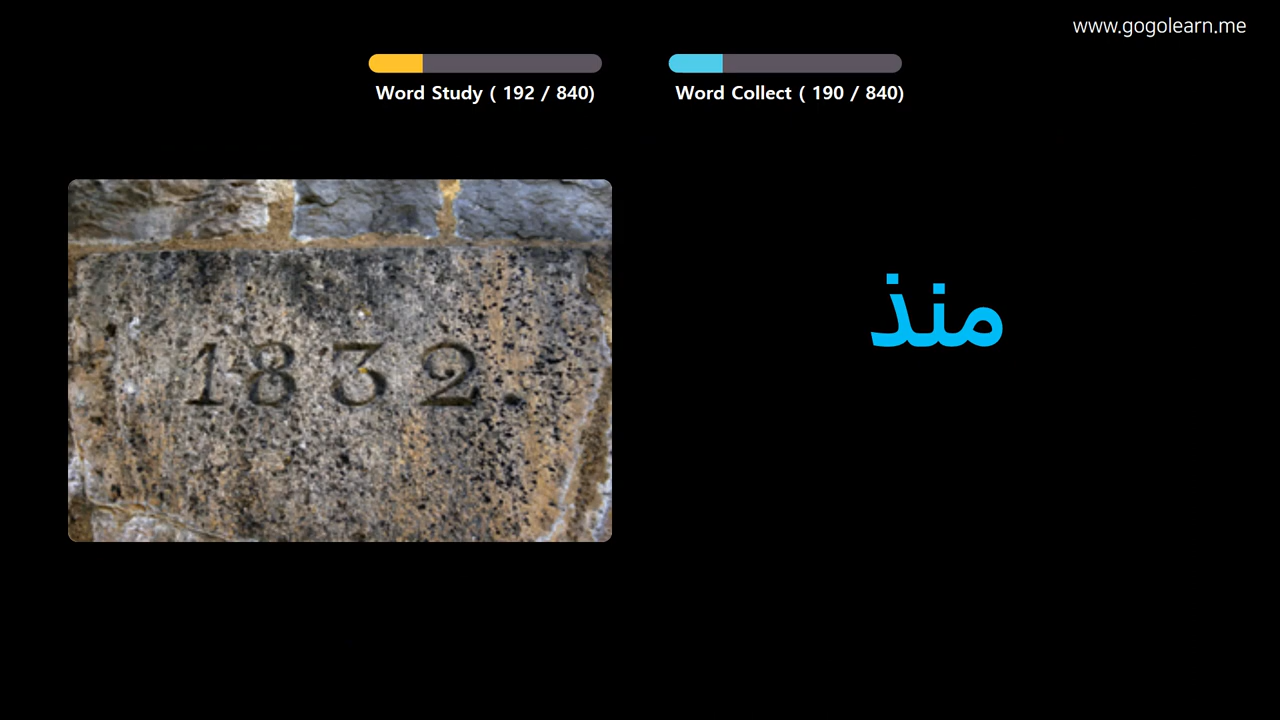 www.gogolearn.me
Word Study ( 192 / 840)
Word Collect ( 190 / 840)
1832.
منذ